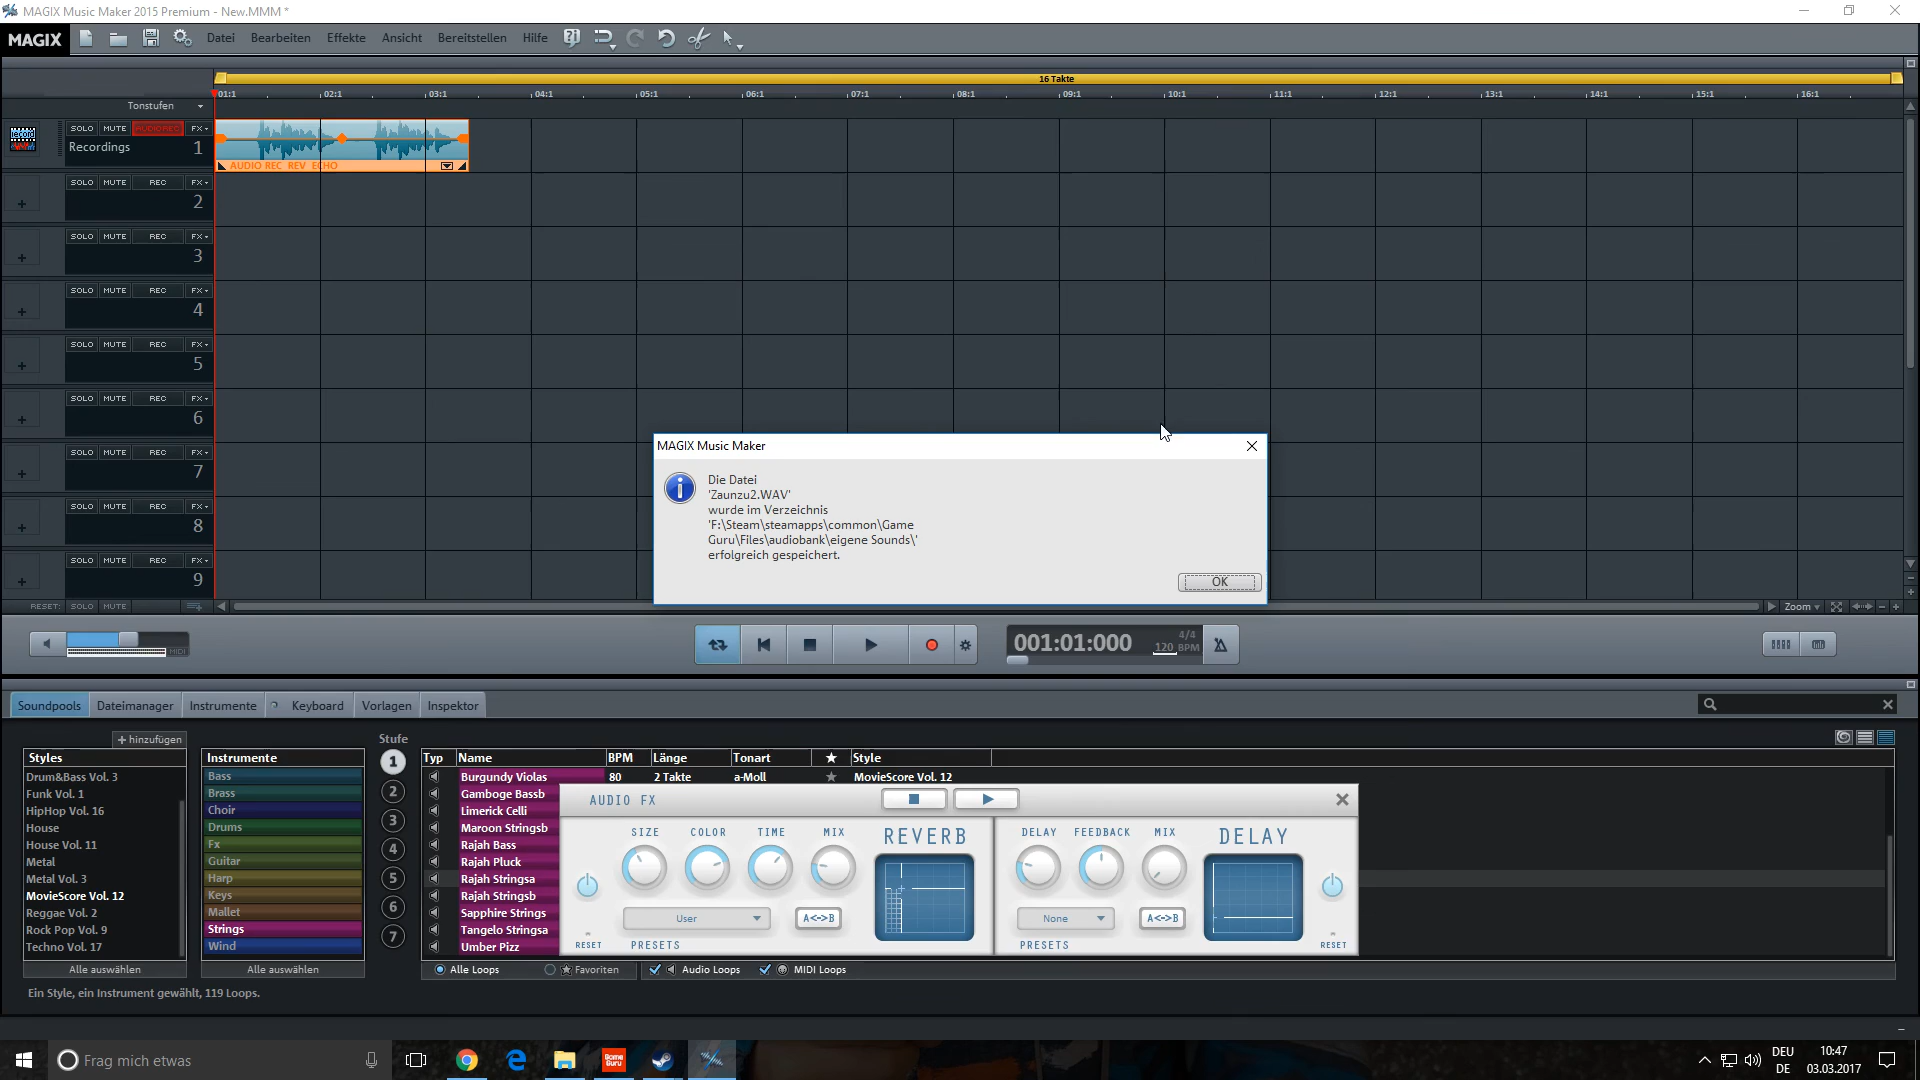 MAGIX Music Maker 2015 Premium - New.MMM *
MAGIX Datei Bearbeiten Effekte Ansicht Bereitstellen Hilfe
16 Takte
01:1 02:1 03:1 04:1 05:1 06:1 07:1 08:1 09:1 10:1 11:1 12:1 13:1 14:1 15:1 16:1
Tonstufen
SOLO MUTE AUDIO REC FX
Recordings 1
AUDIO REC REV ECHO
SOLO MUTE REC FX
2
SOLO MUTE REC FX
3
SOLO MUTE REC FX
4
SOLO MUTE REC FX
5
SOLO MUTE REC FX
6
SOLO MUTE REC FX
7
SOLO MUTE REC FX
8
SOLO MUTE REC FX
9
RESET: SOLO MUTE
Zoom
MAGIX Music Maker
Die Datei
'Zaunzu2.WAV'
wurde im Verzeichnis
'F:\Steam\steamapps\common\Game
Guru\Files\audiobank\eigene Sounds\'
erfolgreich gespeichert.
OK
MIDI
001:01:000 4/4
120 BPM
Soundpools Dateimanager Instrumente Keyboard Vorlagen Inspektor
+ hinzufügen
Styles
Drum&Bass Vol. 3
Funk Vol. 1
HipHop Vol. 16
House
House Vol. 11
Metal
Metal Vol. 3
MovieScore Vol. 12
Reggae Vol. 2
Rock Pop Vol. 9
Techno Vol. 17
Alle auswählen
Instrumente
Bass
Brass
Choir
Drums
Fx
Guitar
Harp
Keys
Mallet
Strings
Wind
Alle auswählen
Stufe
1
2
3
4
5
6
7
Typ Name BPM Länge Tonart ★ Style
Burgundy Violas 80 2 Takte a-Moll ★ MovieScore Vol. 12
Gamboge Bassb
Limerick Celli
Maroon Stringsb
Rajah Bass
Rajah Pluck
Rajah Stringsa
Rajah Stringsb
Sapphire Strings
Tangelo Stringsa
Umber Pizz
AUDIO FX
SIZE COLOR TIME MIX REVERB
User A<->B
RESET PRESETS
DELAY FEEDBACK MIX DELAY
None A<->B
PRESETS RESET
Alle Loops Favoriten Audio Loops MIDI Loops
Ein Style, ein Instrument gewählt, 119 Loops.
Frag mich etwas
Game
Guru
DEU
DE
10:47
03.03.2017